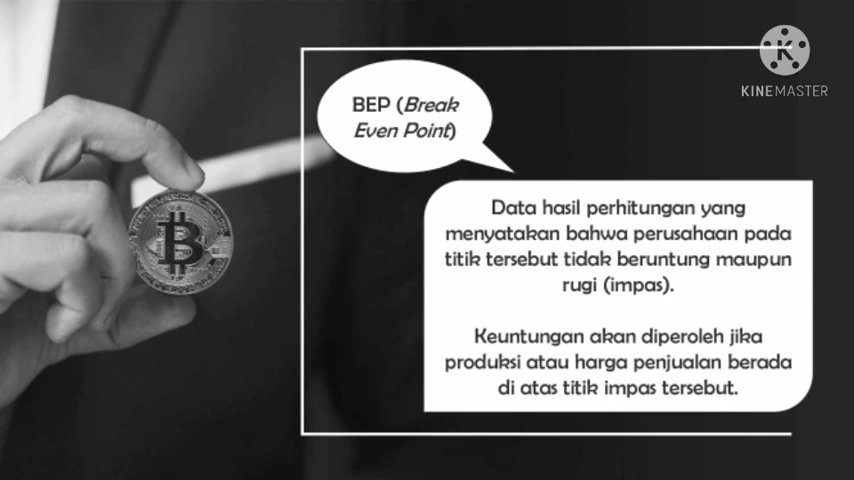 KINEMASTER
BEP (Break
Even Point)
Data hasil perhitungan yang
menyatakan bahwa perusahaan pada
titik tersebut tidak beruntung maupun
rugi (impas).
Keuntungan akan diperoleh jika
produksi atau harga penjualan berada
di atas titik impas tersebut.